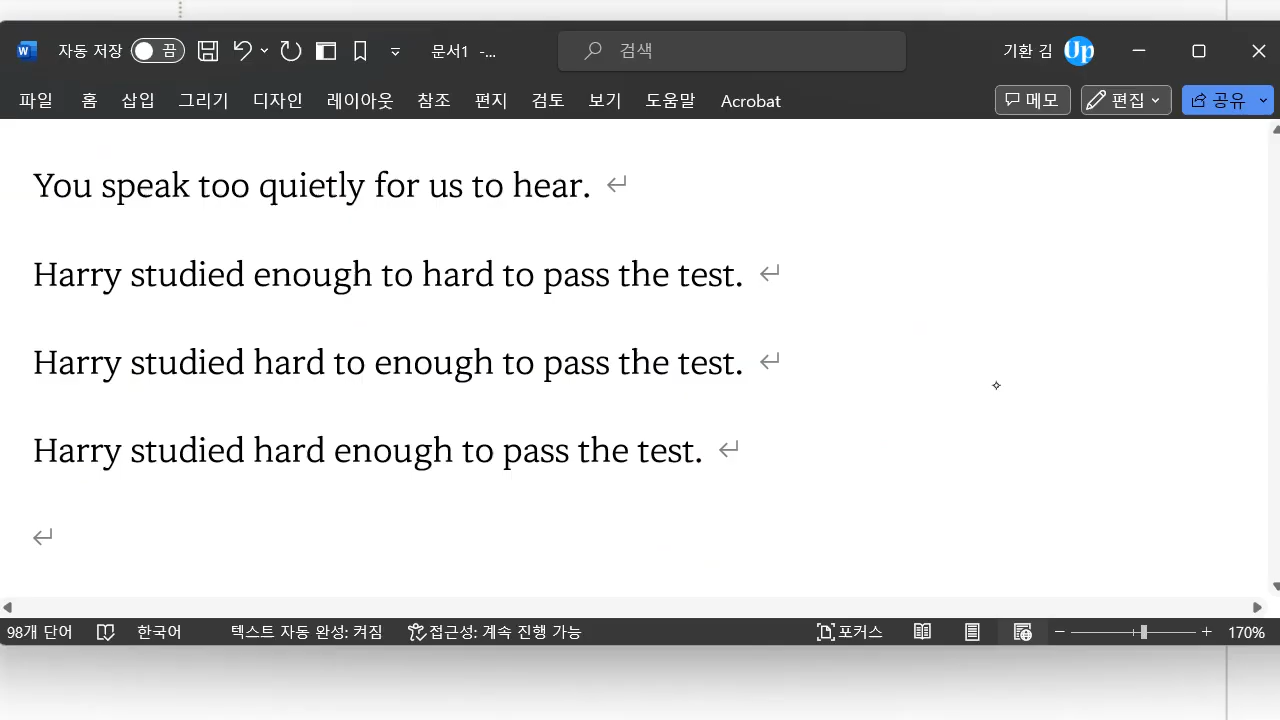 W 자동 저장 끔 문서1 -... 검색 기환 김 Up
파일 홈 삽입 그리기 디자인 레이아웃 참조 편지 검토 보기 도움말 Acrobat 메모 편집 공유
You speak too quietly for us to hear.
Harry studied enough to hard to pass the test.
Harry studied hard to enough to pass the test.
Harry studied hard enough to pass the test.
98개 단어 한국어 텍스트 자동 완성: 켜짐 접근성: 계속 진행 가능 포커스 170%